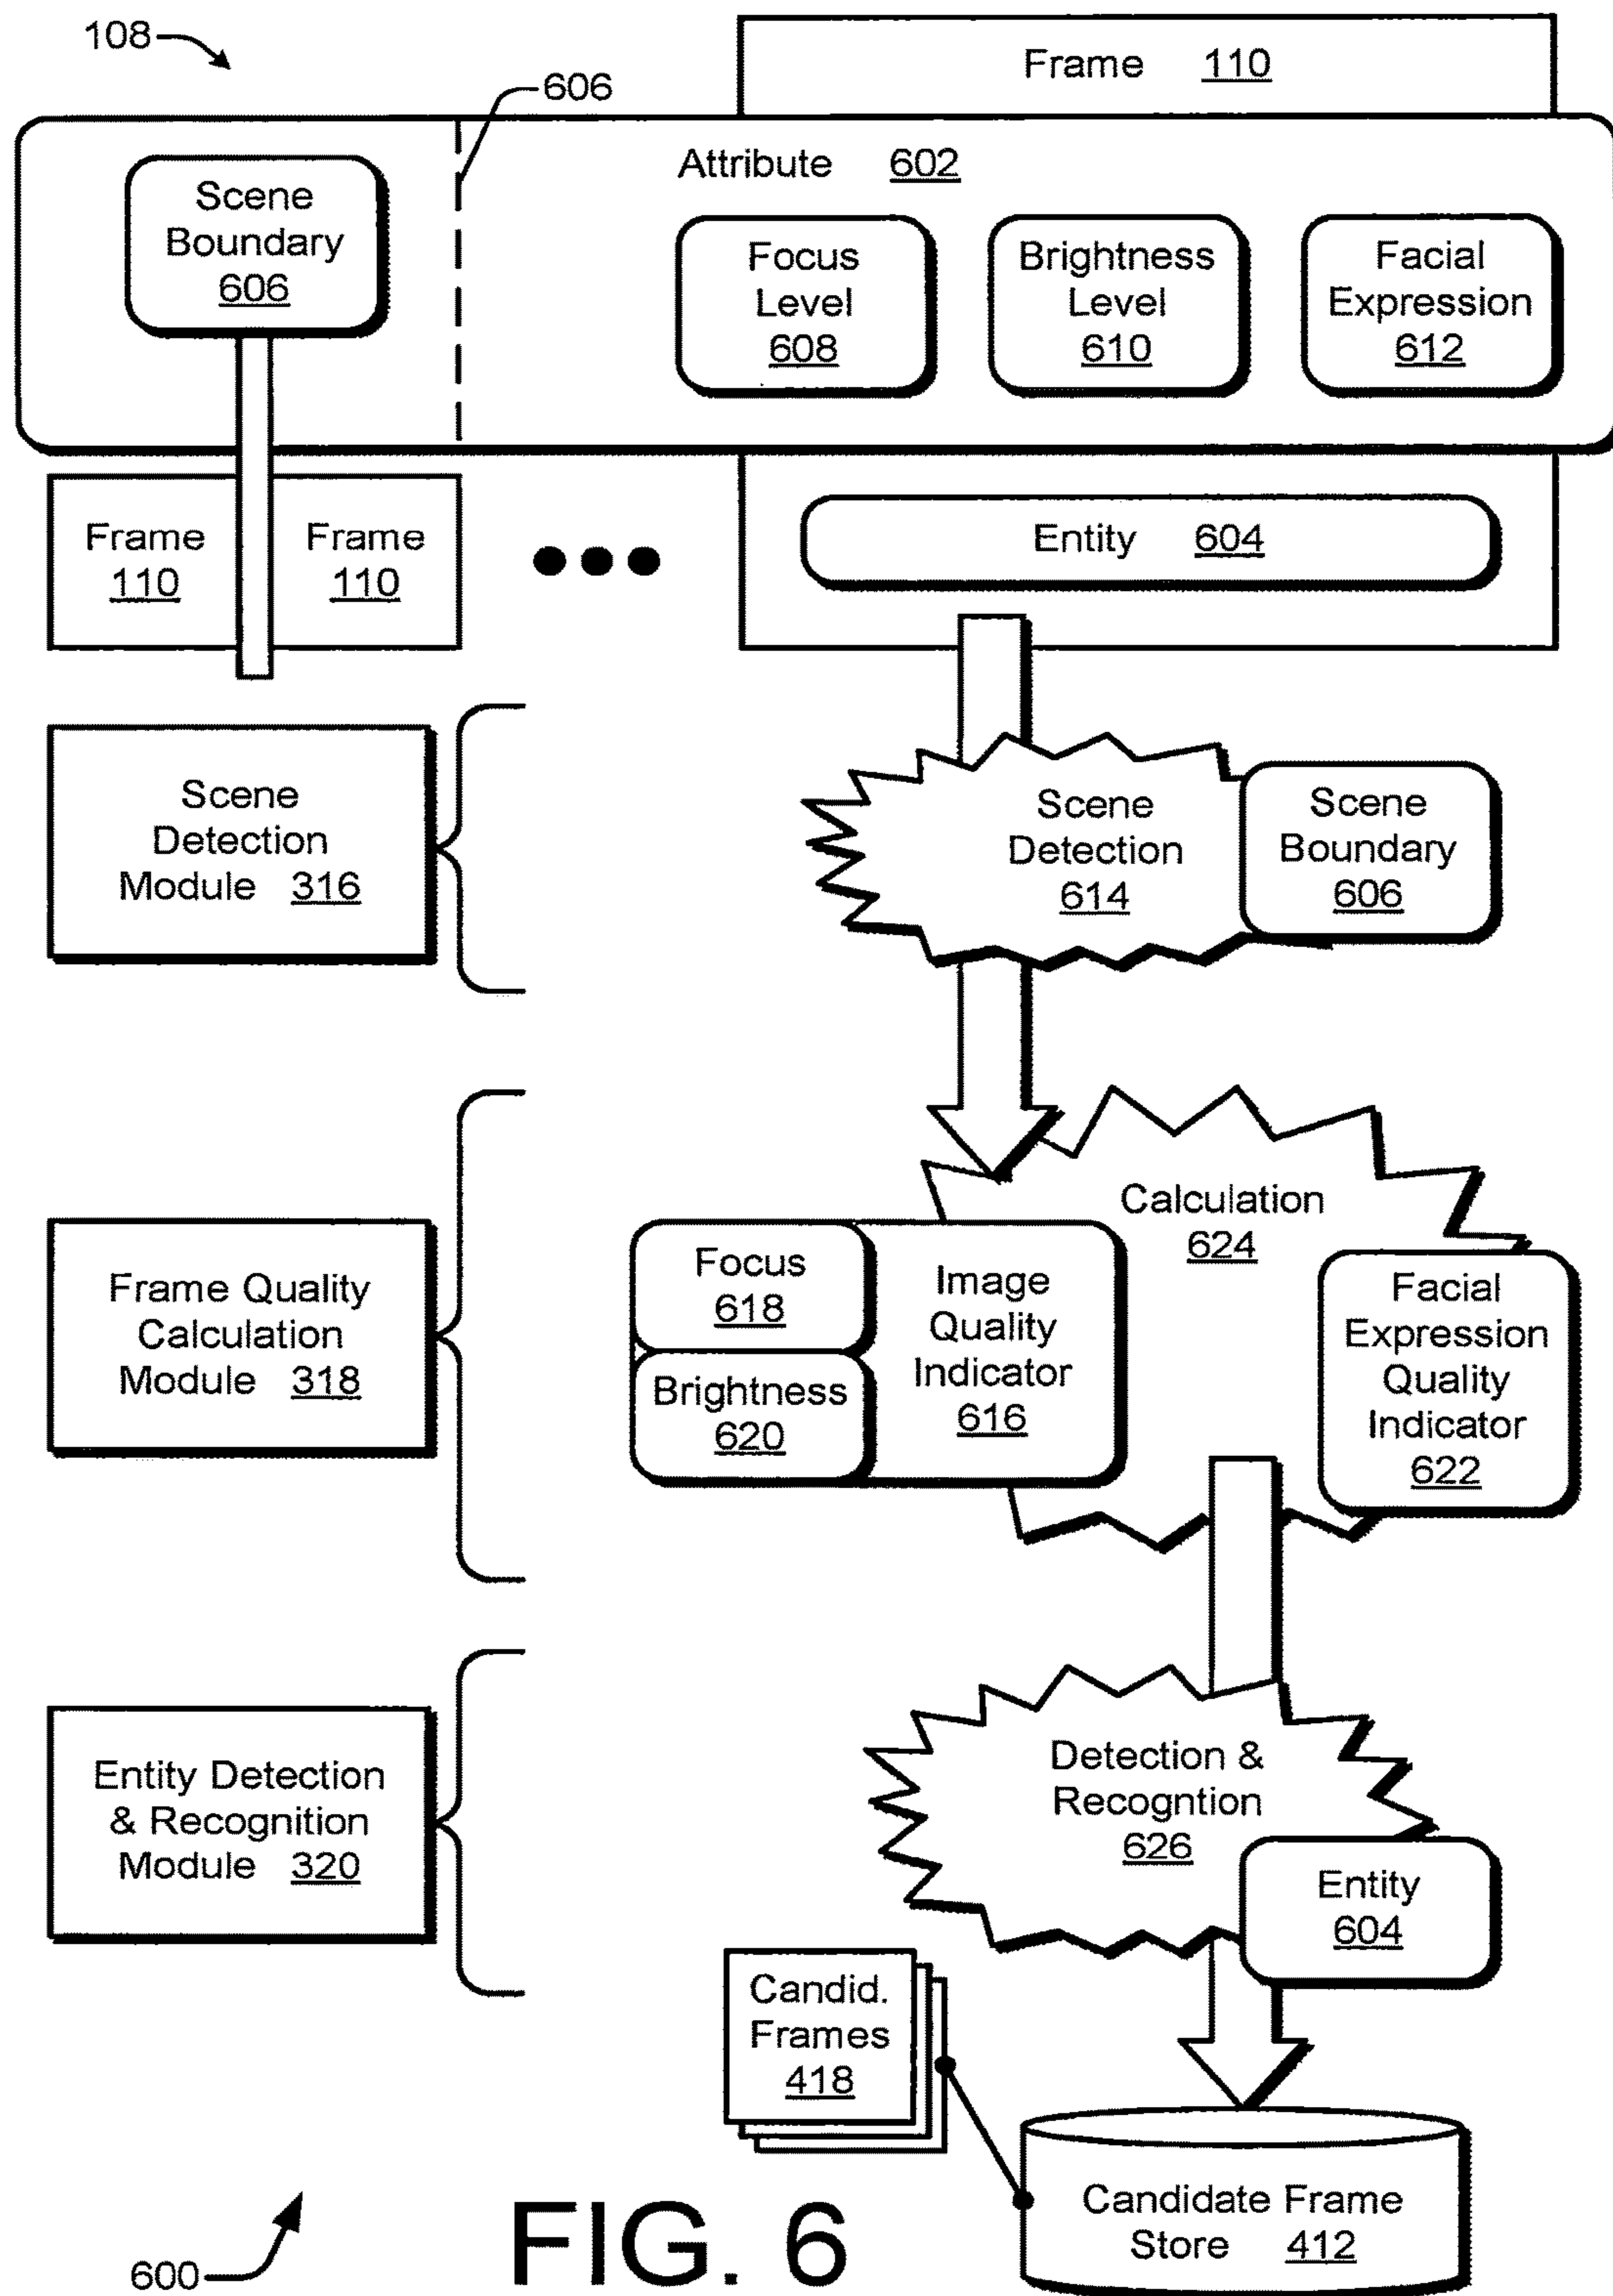 108
Frame 110
606
Attribute 602
Scene
Boundary
606
Focus
Level
608
Brightness
Level
610
Facial
Expression
612
Frame
110
Frame
110
Entity 604
Scene
Detection
Module 316
Scene
Detection
614
Scene
Boundary
606
Frame Quality
Calculation
Module 318
Calculation
624
Focus
618
Brightness
620
Image
Quality
Indicator
616
Facial
Expression
Quality
Indicator
622
Entity Detection
& Recognition
Module 320
Detection &
Recogntion
626
Entity
604
Candid.
Frames
418
Candidate Frame
Store 412
600
FIG. 6